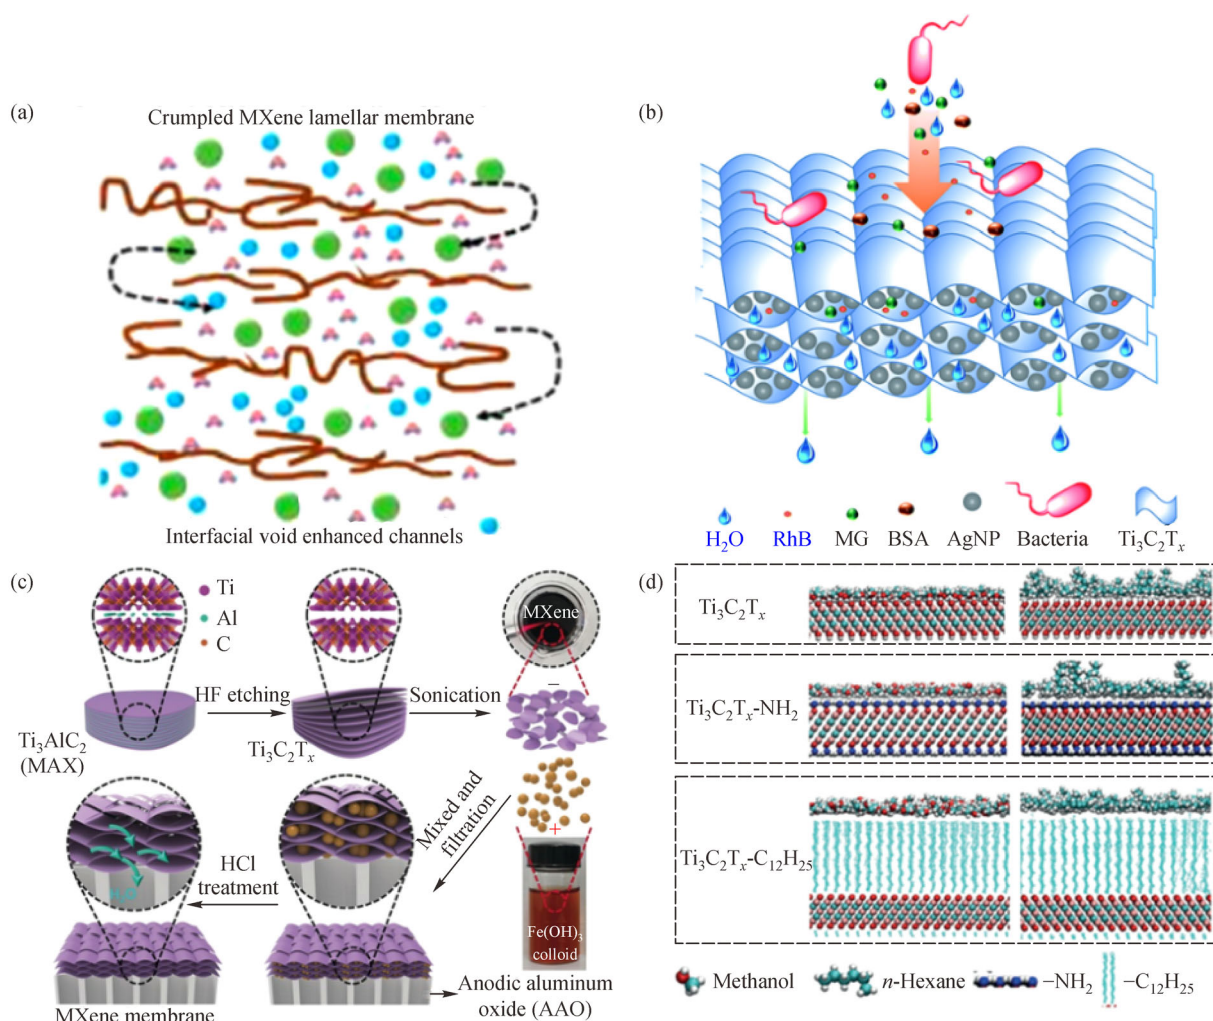 (a)
Crumpled MXene lamellar membrane
Interfacial void enhanced channels
(b)
H₂O
RhB
MG
BSA
AgNP
Bacteria
Ti₃C₂Tₓ
(c)
Ti
Al
C
MXene
HF etching
Sonication
−
Ti₃AlC₂
(MAX)
Ti₃C₂Tₓ
Mixed and
filtration
+
HCl
treatment
H₂O
Fe(OH)₃
colloid
Anodic aluminum
oxide (AAO)
MXene membrane
(d)
Ti₃C₂Tₓ
Ti₃C₂Tₓ-NH₂
Ti₃C₂Tₓ-C₁₂H₂₅
Methanol
n-Hexane
−NH₂
−C₁₂H₂₅